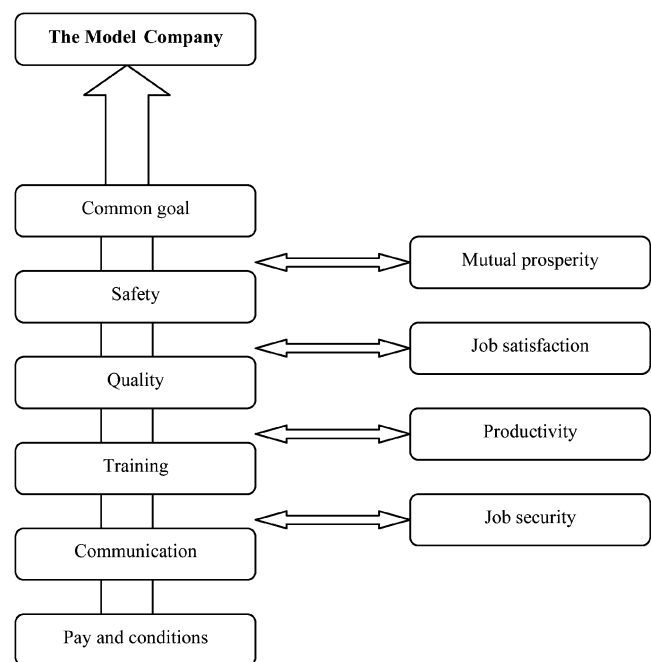 The Model Company
Common goal
Mutual prosperity
Safety
Job satisfaction
Quality
Productivity
Training
Job security
Communication
Pay and conditions